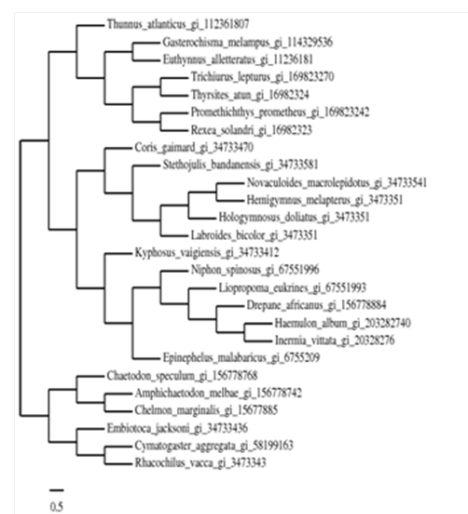 Thunnus_atlanticus_gi_112361807
Gasterochisma_melampus_gi_114329536
Euthynnus_alletteratus_gi_11236181
Trichiurus_lepturus_gi_169823270
Thyrsites_atun_gi_16982324
Promethichthys_prometheus_gi_169823242
Rexea_solandri_gi_16982323
Coris_gaimard_gi_34733470
Stethojulis_bandanensis_gi_34733581
Novaculoides_macrolepidotus_gi_34733541
Hemigymnus_melapterus_gi_3473351
Hologymnosus_doliatus_gi_3473351
Labroides_bicolor_gi_3473351
Kyphosus_vaigiensis_gi_34733412
Niphon_spinosus_gi_67551996
Liopropoma_eukrines_gi_67551993
Drepane_africanus_gi_156778884
Haemulon_album_gi_203282740
Inermia_vittata_gi_20328276
Epinephelus_malabaricus_gi_6755209
Chaetodon_speculum_gi_156778768
Amphichaetodon_melbae_gi_156778742
Chelmon_marginalis_gi_15677885
Embiotoca_jacksoni_gi_34733436
Cymatogaster_aggregata_gi_58199163
Rhacochilus_vacca_gi_3473343
0.5